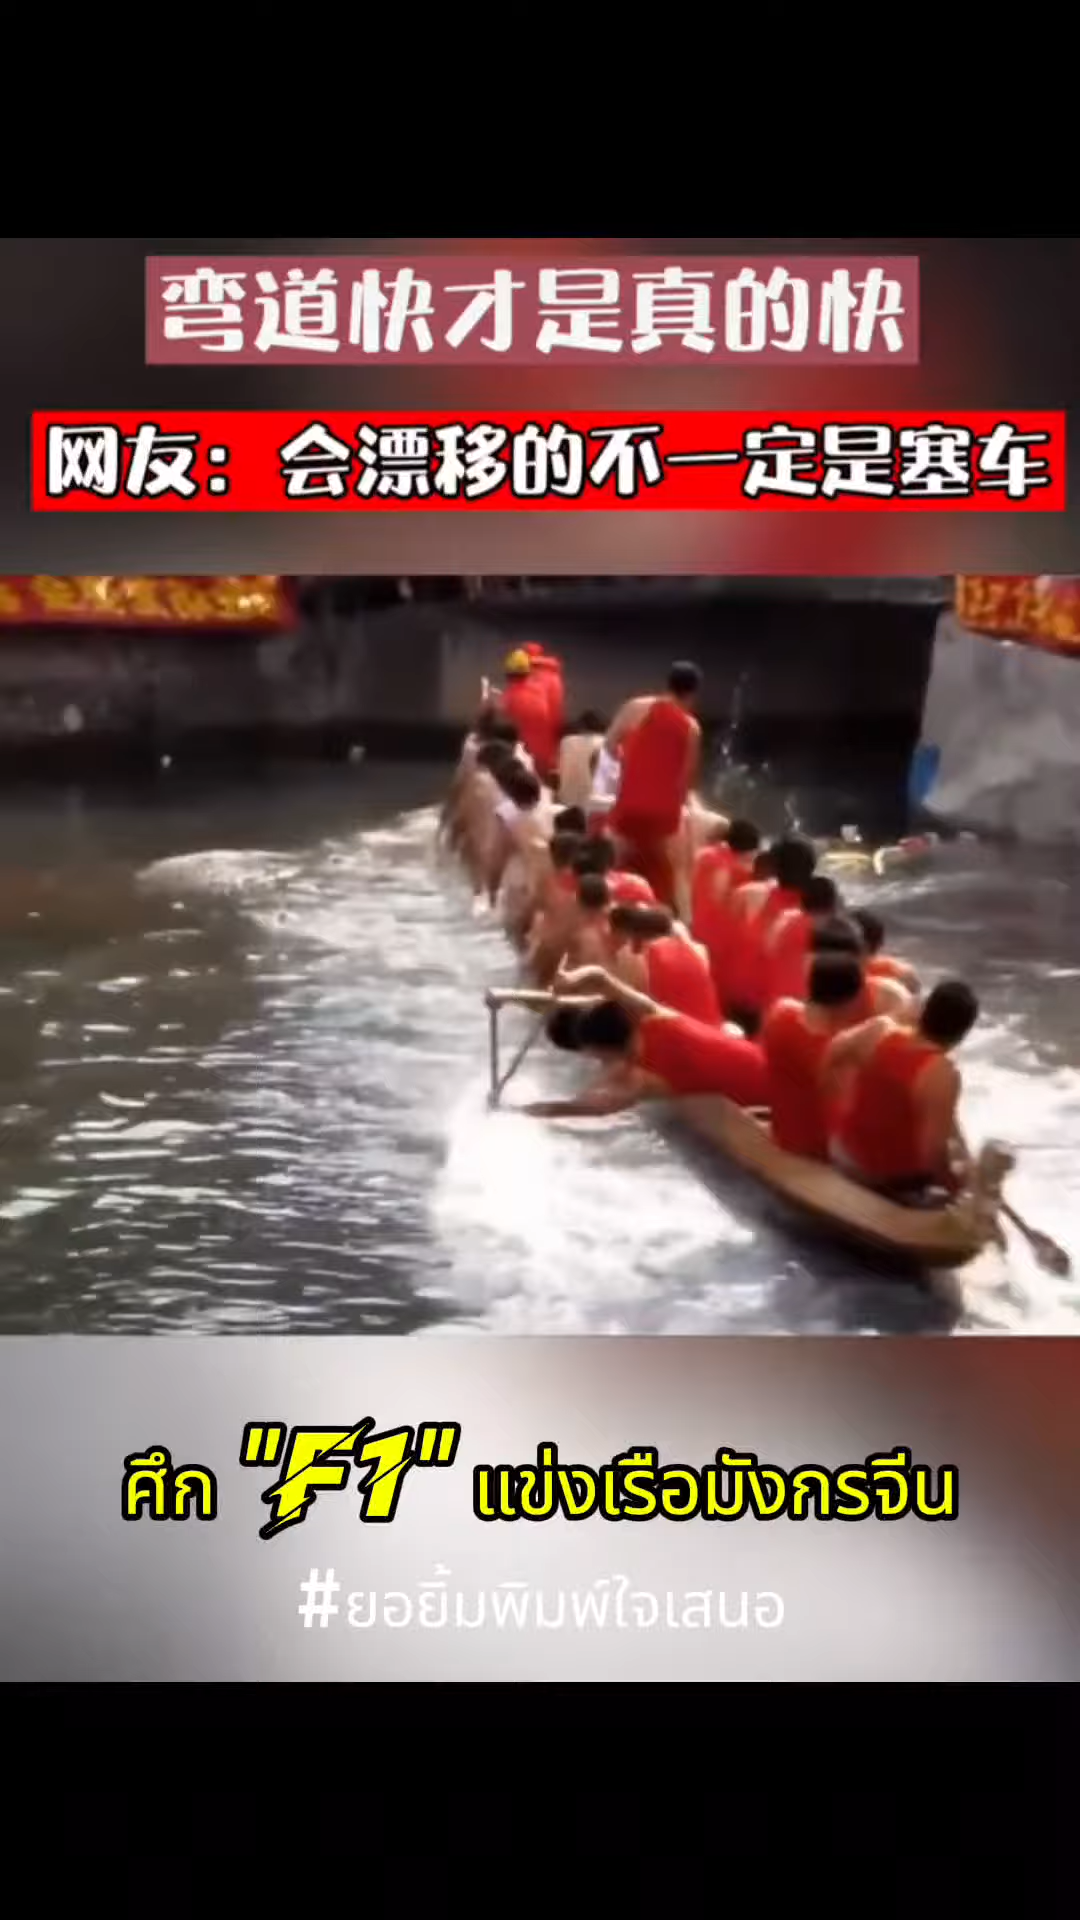 弯道快才是真的快
网友：会漂移的不一定是塞车
ศึก "F1" แข่งเรือมังกรจีน
#ยอยิ้มพิมพ์ใจเสนอ